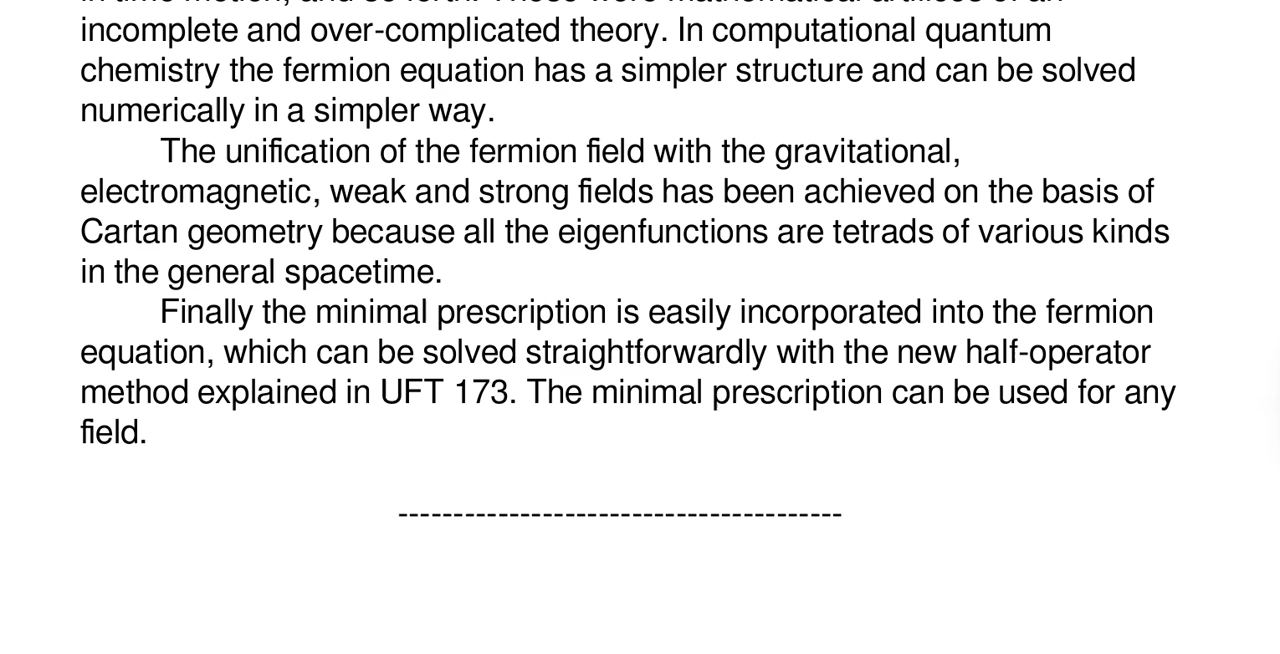 incomplete and over-complicated theory. In computational quantum
chemistry the fermion equation has a simpler structure and can be solved
numerically in a simpler way.
The unification of the fermion field with the gravitational,
electromagnetic, weak and strong fields has been achieved on the basis of
Cartan geometry because all the eigenfunctions are tetrads of various kinds
in the general spacetime.
Finally the minimal prescription is easily incorporated into the fermion
equation, which can be solved straightforwardly with the new half-operator
method explained in UFT 173. The minimal prescription can be used for any
field.
----------------------------------------